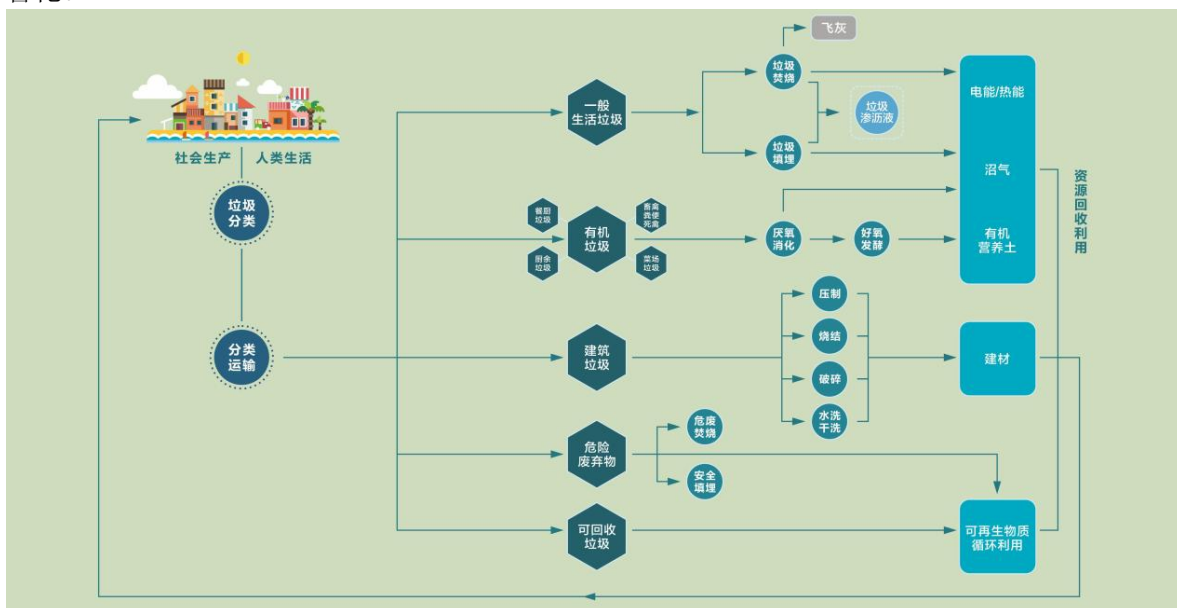 飞灰
垃圾
焚烧
一般
生活垃圾
垃圾
渗沥液
垃圾
填埋
电能/热能
沼气
有机
营养土
资源回收利用
社会生产
人类生活
垃圾
分类
餐厨
垃圾
畜禽
粪便
死禽
有机
垃圾
厨余
垃圾
菜场
垃圾
厌氧
消化
好氧
发酵
分类
运输
建筑
垃圾
压制
烧结
破碎
水洗
干洗
建材
危险
废弃物
危废
焚烧
安全
填埋
可回收
垃圾
可再生物质
循环利用